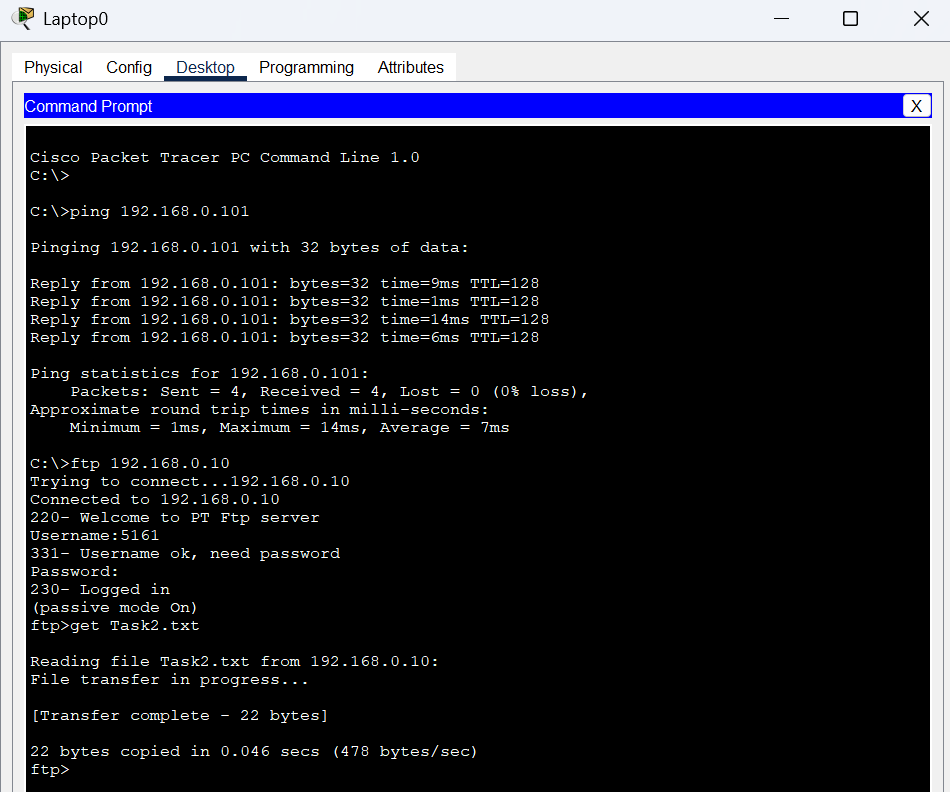 Laptop0
Physical Config Desktop Programming Attributes
Command Prompt X
Cisco Packet Tracer PC Command Line 1.0
C:\>
C:\>ping 192.168.0.101
Pinging 192.168.0.101 with 32 bytes of data:
Reply from 192.168.0.101: bytes=32 time=9ms TTL=128
Reply from 192.168.0.101: bytes=32 time=1ms TTL=128
Reply from 192.168.0.101: bytes=32 time=14ms TTL=128
Reply from 192.168.0.101: bytes=32 time=6ms TTL=128
Ping statistics for 192.168.0.101:
Packets: Sent = 4, Received = 4, Lost = 0 (0% loss),
Approximate round trip times in milli-seconds:
Minimum = 1ms, Maximum = 14ms, Average = 7ms
C:\>ftp 192.168.0.10
Trying to connect...192.168.0.10
Connected to 192.168.0.10
220- Welcome to PT Ftp server
Username:5161
331- Username ok, need password
Password:
230- Logged in
(passive mode On)
ftp>get Task2.txt
Reading file Task2.txt from 192.168.0.10:
File transfer in progress...
[Transfer complete - 22 bytes]
22 bytes copied in 0.046 secs (478 bytes/sec)
ftp>